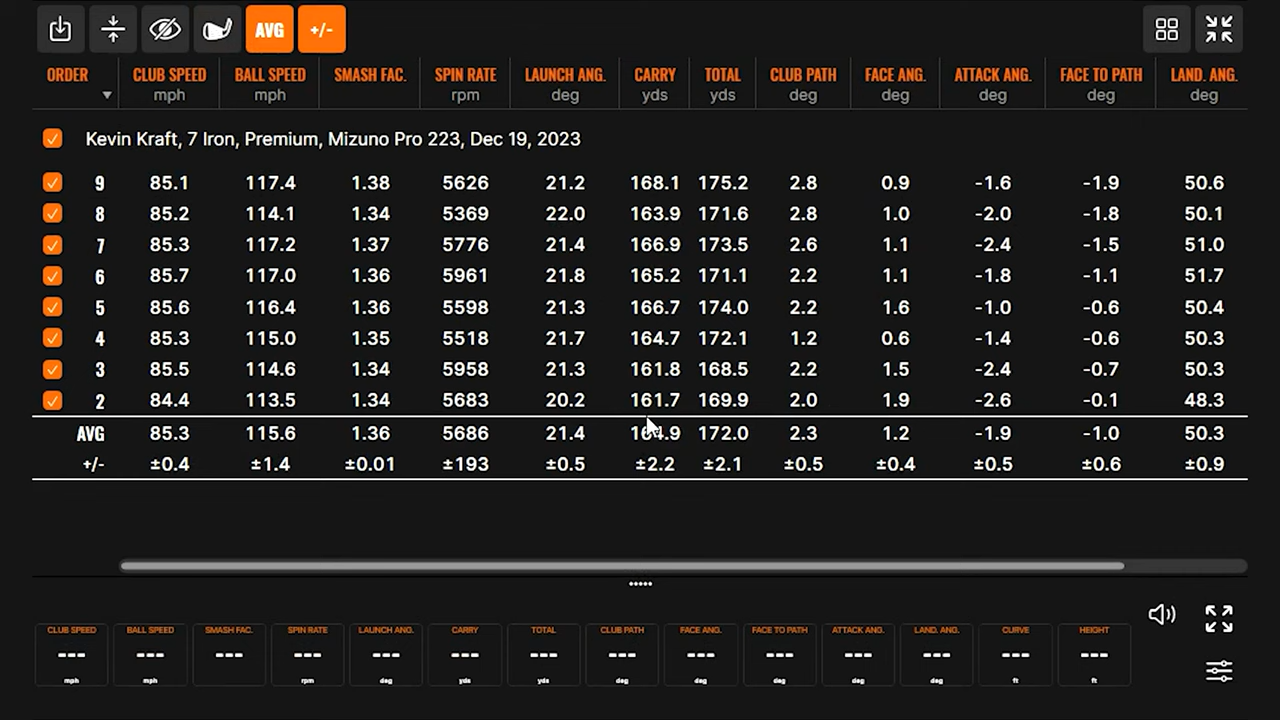 AVG +/-
ORDER CLUB SPEED BALL SPEED SMASH FAC. SPIN RATE LAUNCH ANG. CARRY TOTAL CLUB PATH FACE ANG. ATTACK ANG. FACE TO PATH LAND. ANG.
mph mph rpm deg yds yds deg deg deg deg deg
Kevin Kraft, 7 Iron, Premium, Mizuno Pro 223, Dec 19, 2023
9 85.1 117.4 1.38 5626 21.2 168.1 175.2 2.8 0.9 -1.6 -1.9 50.6
8 85.2 114.1 1.34 5369 22.0 163.9 171.6 2.8 1.0 -2.0 -1.8 50.1
7 85.3 117.2 1.37 5776 21.4 166.9 173.5 2.6 1.1 -2.4 -1.5 51.0
6 85.7 117.0 1.36 5961 21.8 165.2 171.1 2.2 1.1 -1.8 -1.1 51.7
5 85.6 116.4 1.36 5598 21.3 166.7 174.0 2.2 1.6 -1.0 -0.6 50.4
4 85.3 115.0 1.35 5518 21.7 164.7 172.1 1.2 0.6 -1.4 -0.6 50.3
3 85.5 114.6 1.34 5958 21.3 161.8 168.5 2.2 1.5 -2.4 -0.7 50.3
2 84.4 113.5 1.34 5683 20.2 161.7 169.9 2.0 1.9 -2.6 -0.1 48.3
AVG 85.3 115.6 1.36 5686 21.4 164.9 172.0 2.3 1.2 -1.9 -1.0 50.3
+/- ±0.4 ±1.4 ±0.01 ±193 ±0.5 ±2.2 ±2.1 ±0.5 ±0.4 ±0.5 ±0.6 ±0.9
CLUB SPEED BALL SPEED SMASH FAC. SPIN RATE LAUNCH ANG. CARRY TOTAL CLUB PATH FACE ANG. FACE TO PATH ATTACK ANG. LAND. ANG. CURVE HEIGHT
--- --- --- --- --- --- --- --- --- --- --- --- --- ---
mph mph rpm deg yds yds deg deg deg deg deg ft ft